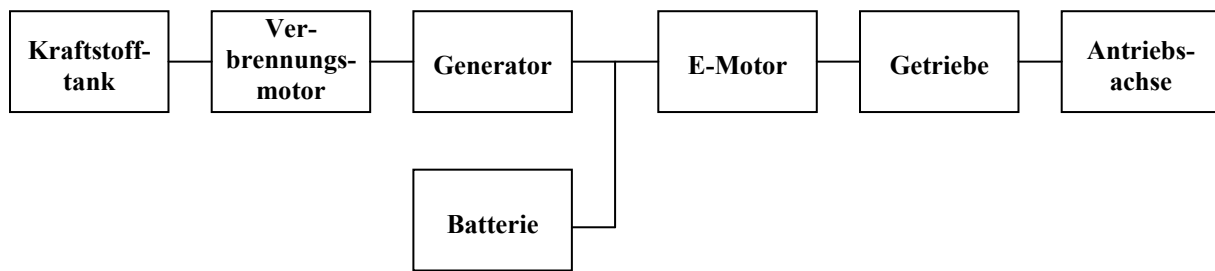 Kraftstoff-
tank
Ver-
brennungs-
motor
Generator
E-Motor
Getriebe
Antriebs-
achse
Batterie